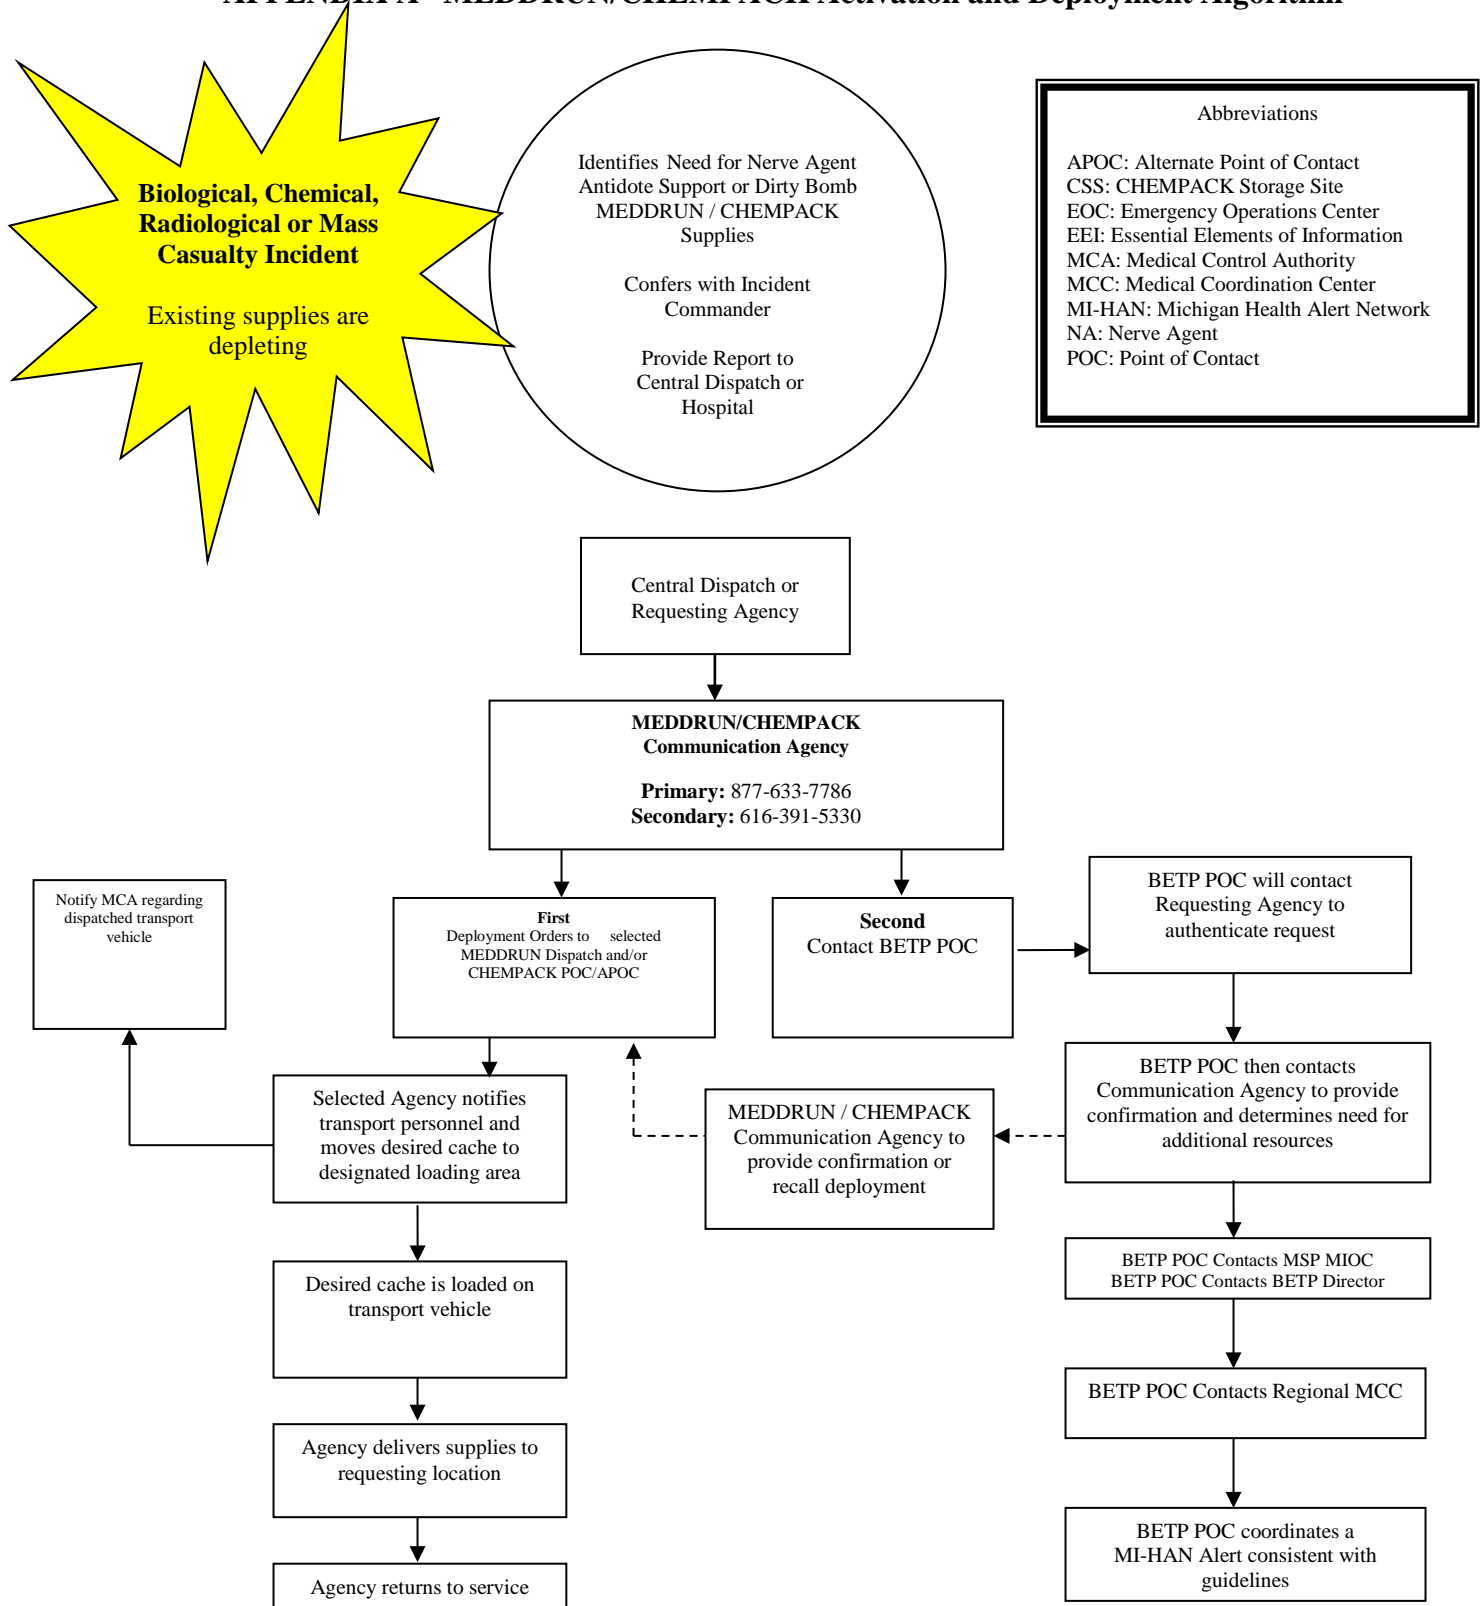 APPENDIX A - MEDDRUN/CHEMPACK Activation and Deployment Algorithm
Biological, Chemical,
Radiological or Mass
Casualty Incident
Existing supplies are
depleting
Identifies Need for Nerve Agent
Antidote Support or Dirty Bomb
MEDDRUN / CHEMPACK
Supplies
Confers with Incident
Commander
Provide Report to
Central Dispatch or
Hospital
Abbreviations
APOC: Alternate Point of Contact
CSS: CHEMPACK Storage Site
EOC: Emergency Operations Center
EEI: Essential Elements of Information
MCA: Medical Control Authority
MCC: Medical Coordination Center
MI-HAN: Michigan Health Alert Network
NA: Nerve Agent
POC: Point of Contact
Central Dispatch or
Requesting Agency
MEDDRUN/CHEMPACK
Communication Agency
Primary: 877-633-7786
Secondary: 616-391-5330
Notify MCA regarding
dispatched transport
vehicle
First
Deployment Orders to selected
MEDDRUN Dispatch and/or
CHEMPACK POC/APOC
Second
Contact BETP POC
BETP POC will contact
Requesting Agency to
authenticate request
Selected Agency notifies
transport personnel and
moves desired cache to
designated loading area
MEDDRUN / CHEMPACK
Communication Agency to
provide confirmation or
recall deployment
BETP POC then contacts
Communication Agency to provide
confirmation and determines need for
additional resources
Desired cache is loaded on
transport vehicle
BETP POC Contacts MSP MIOC
BETP POC Contacts BETP Director
BETP POC Contacts Regional MCC
Agency delivers supplies to
requesting location
BETP POC coordinates a
MI-HAN Alert consistent with
guidelines
Agency returns to service